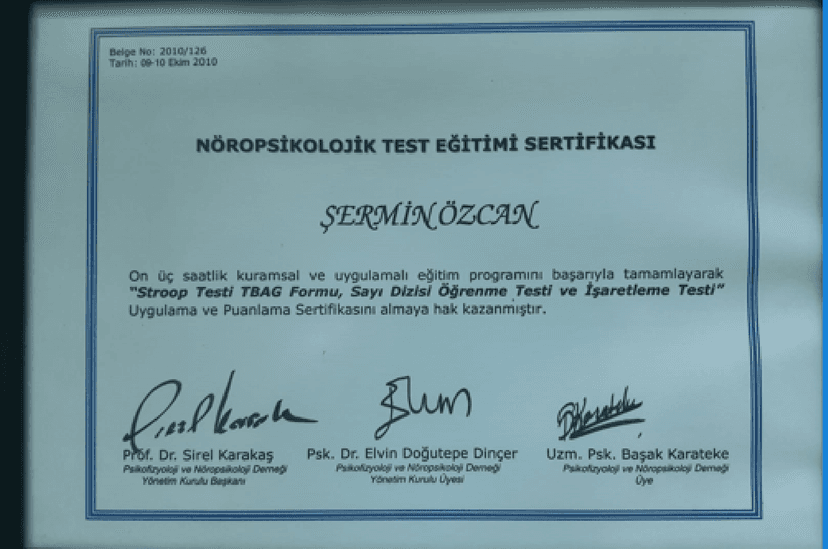 Belge No: 2010/126
Tarih: 09-10 Ekim 2010
NÖROPSİKOLOJİK TEST EĞİTİMİ SERTİFİKASI
ŞERMİN ÖZCAN
On üç saatlik kuramsal ve uygulamalı eğitim programını başarıyla tamamlayarak
"Stroop Testi TBAG Formu, Sayı Dizisi Öğrenme Testi ve İşaretleme Testi"
Uygulama ve Puanlama Sertifikasını almaya hak kazanmıştır.
Prof. Dr. Sirel Karakaş Psk. Dr. Elvin Doğutepe Dinçer Uzm. Psk. Başak Karateke
Psikofizyoloji ve Nöropsikoloji Derneği Psikofizyoloji ve Nöropsikoloji Derneği Psikofizyoloji ve Nöropsikoloji Derneği
Yönetim Kurulu Başkanı Yönetim Kurulu Üyesi Üye